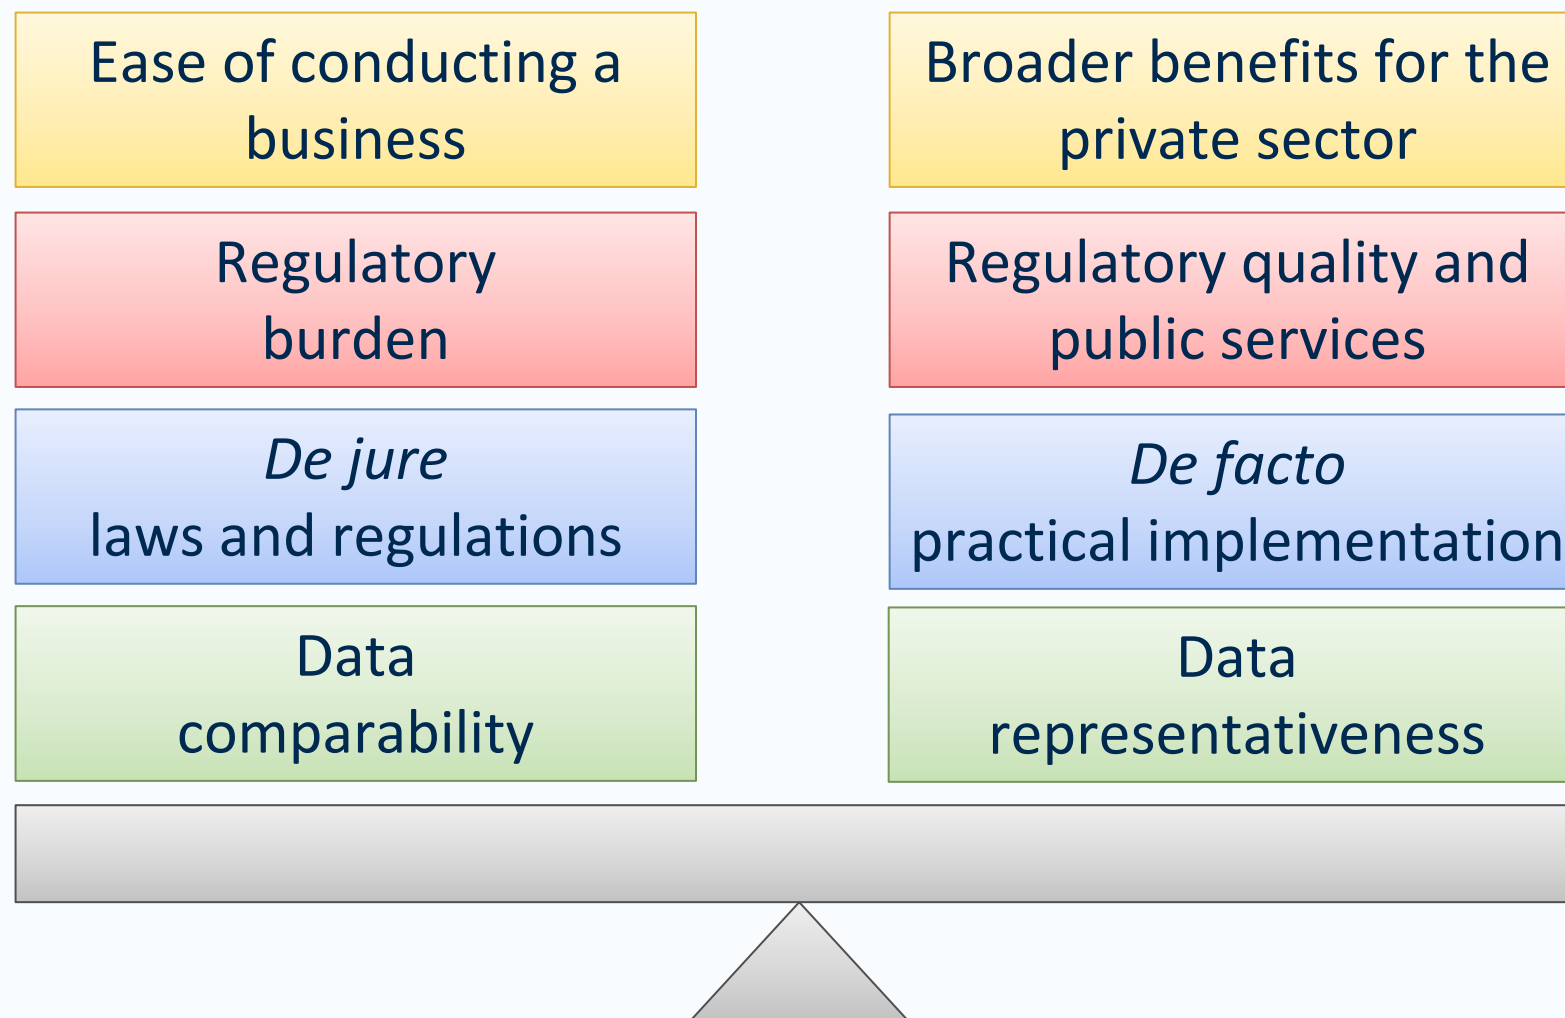 Ease of conducting a
business
Broader benefits for the
private sector
Regulatory
burden
Regulatory quality and
public services
De jure
laws and regulations
De facto
practical implementation
Data
comparability
Data
representativeness